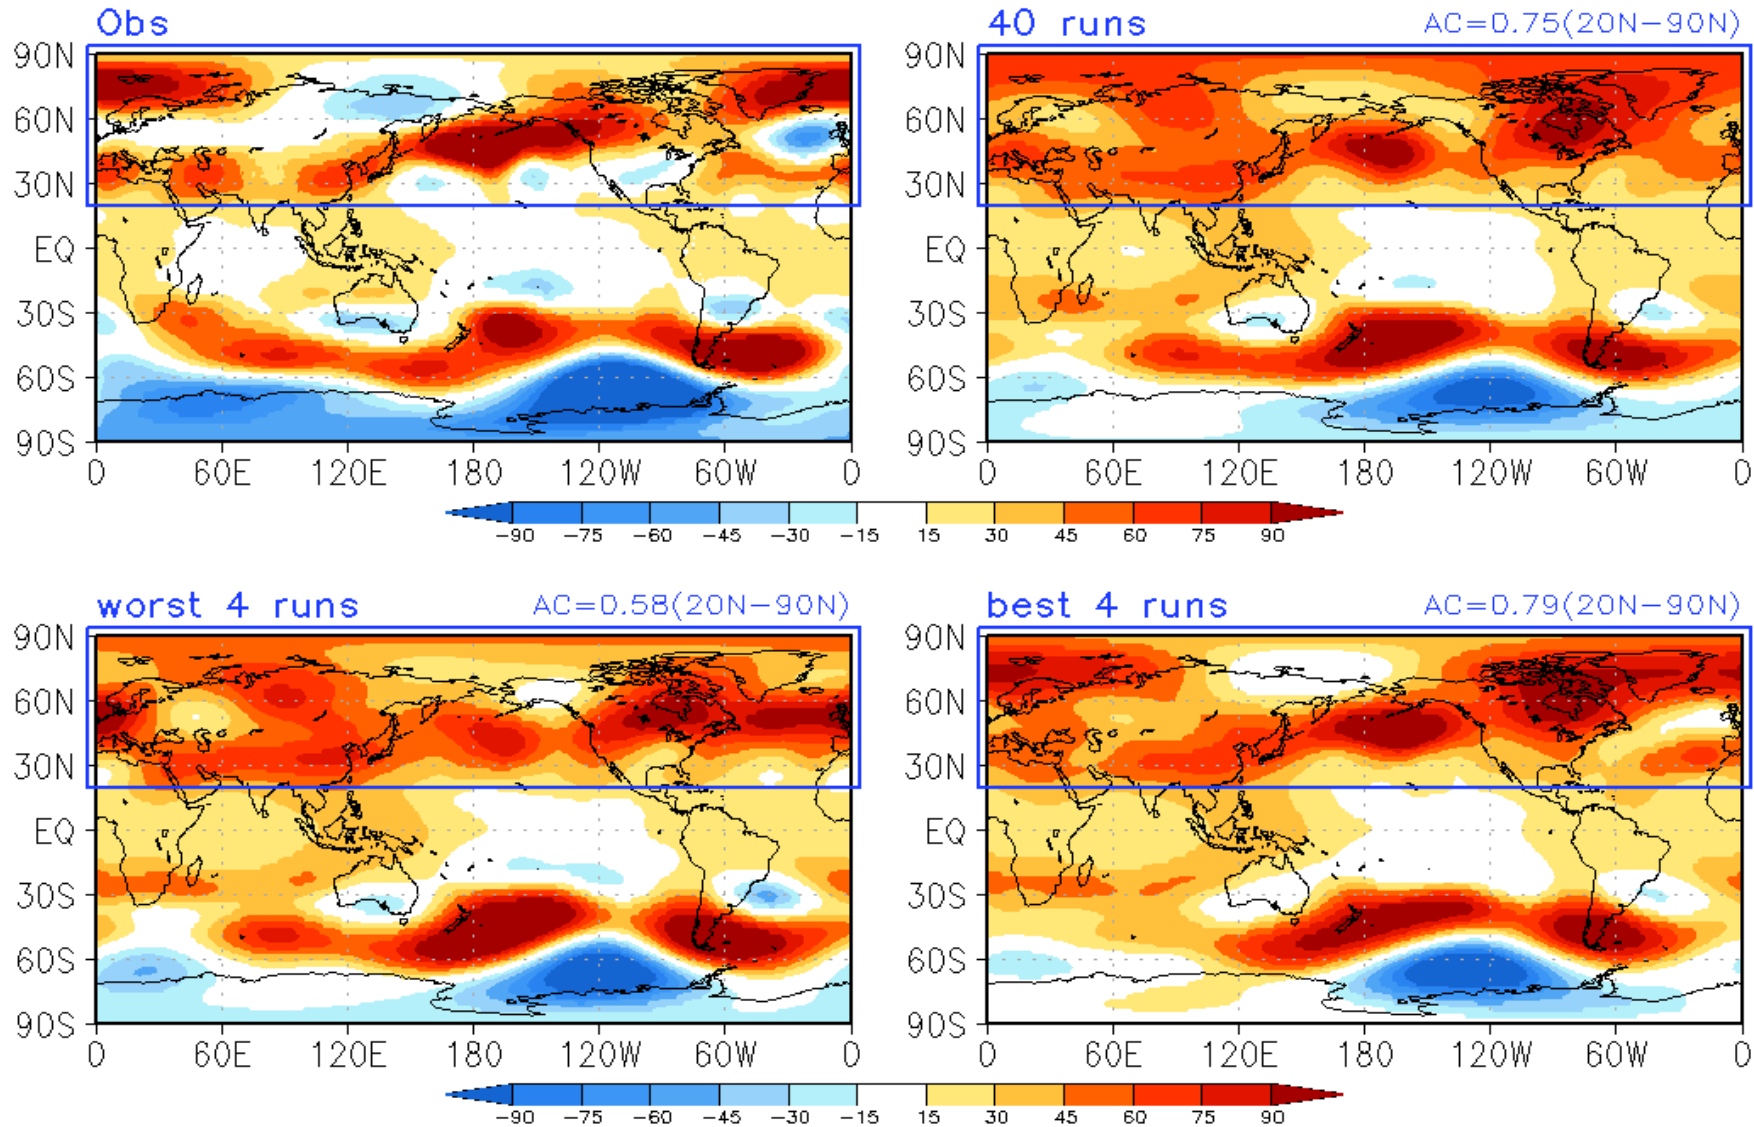 Obs
40 runs AC=0.75(20N-90N)
90N 90N
60N 60N
30N 30N
EQ EQ
30S 30S
60S 60S
90S 90S
0 60E 120E 180 120W 60W 0 0 60E 120E 180 120W 60W 0
-90 -75 -60 -45 -30 -15 15 30 45 60 75 90
worst 4 runs AC=0.58(20N-90N) best 4 runs AC=0.79(20N-90N)
90N 90N
60N 60N
30N 30N
EQ EQ
30S 30S
60S 60S
90S 90S
0 60E 120E 180 120W 60W 0 0 60E 120E 180 120W 60W 0
-90 -75 -60 -45 -30 -15 15 30 45 60 75 90